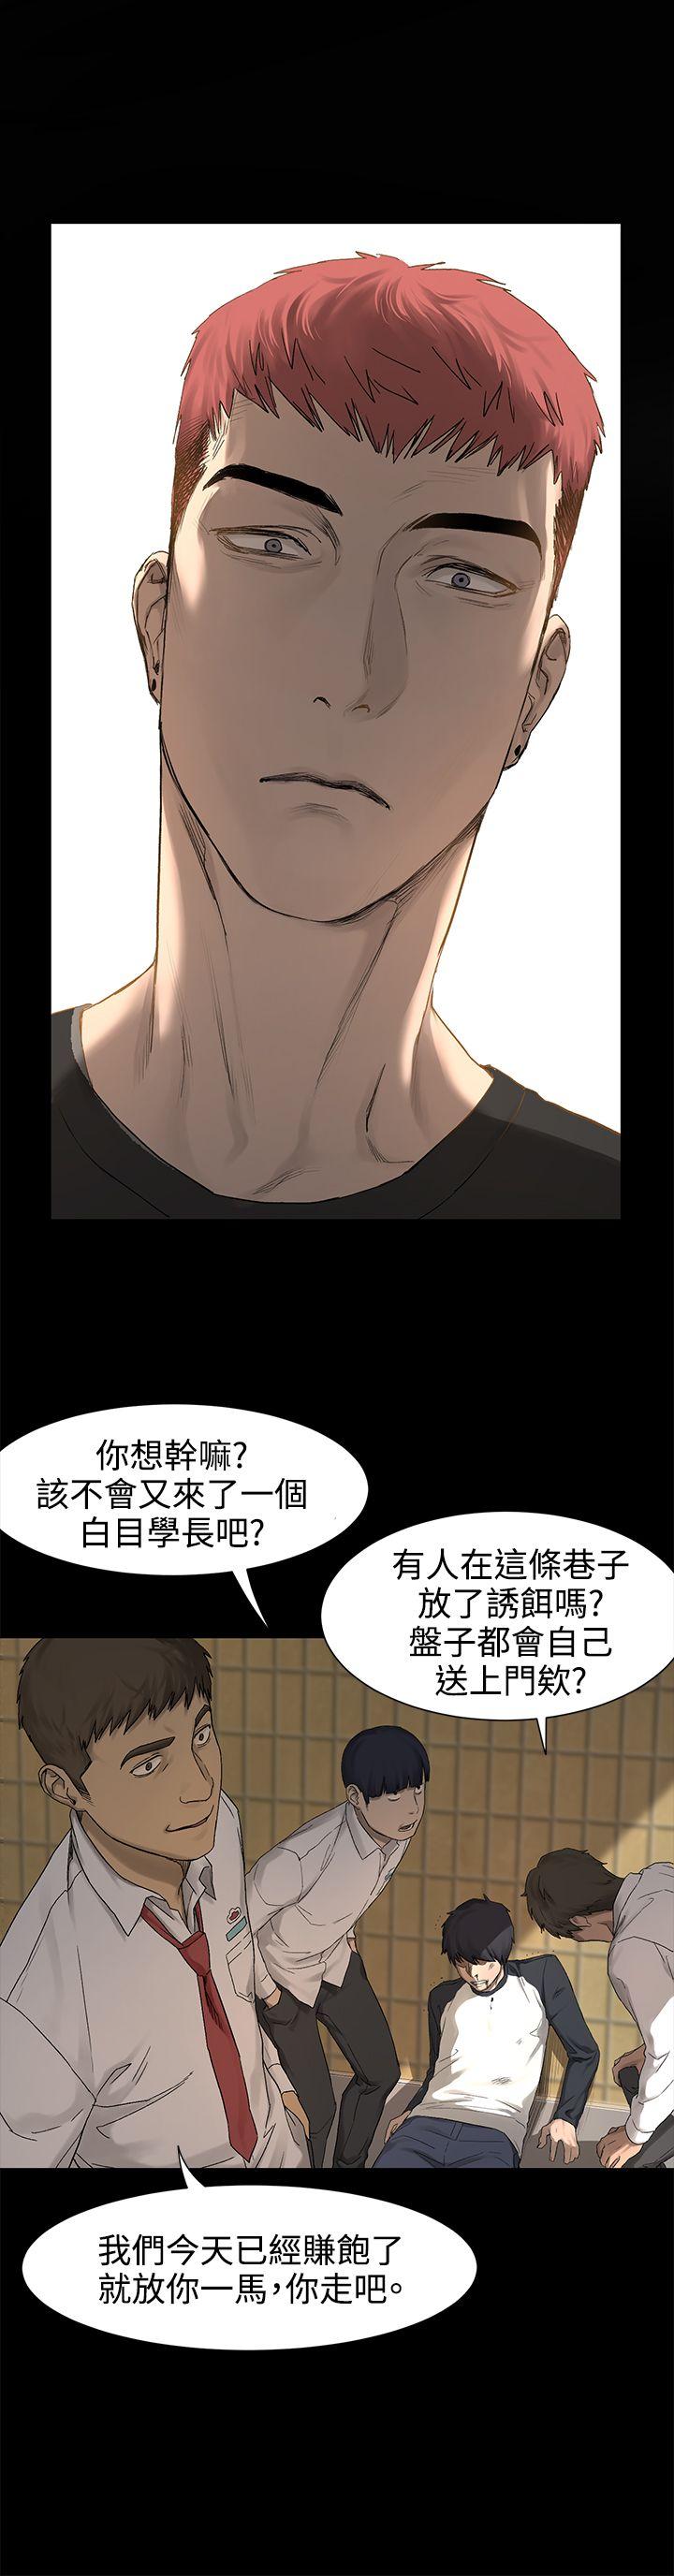 你想幹嘛?
該不會又來了一個
白目學長吧?
有人在這條巷子
放了誘餌嗎?
盤子都會自己
送上門欸?
我們今天已經賺飽了
就放你一馬,你走吧。